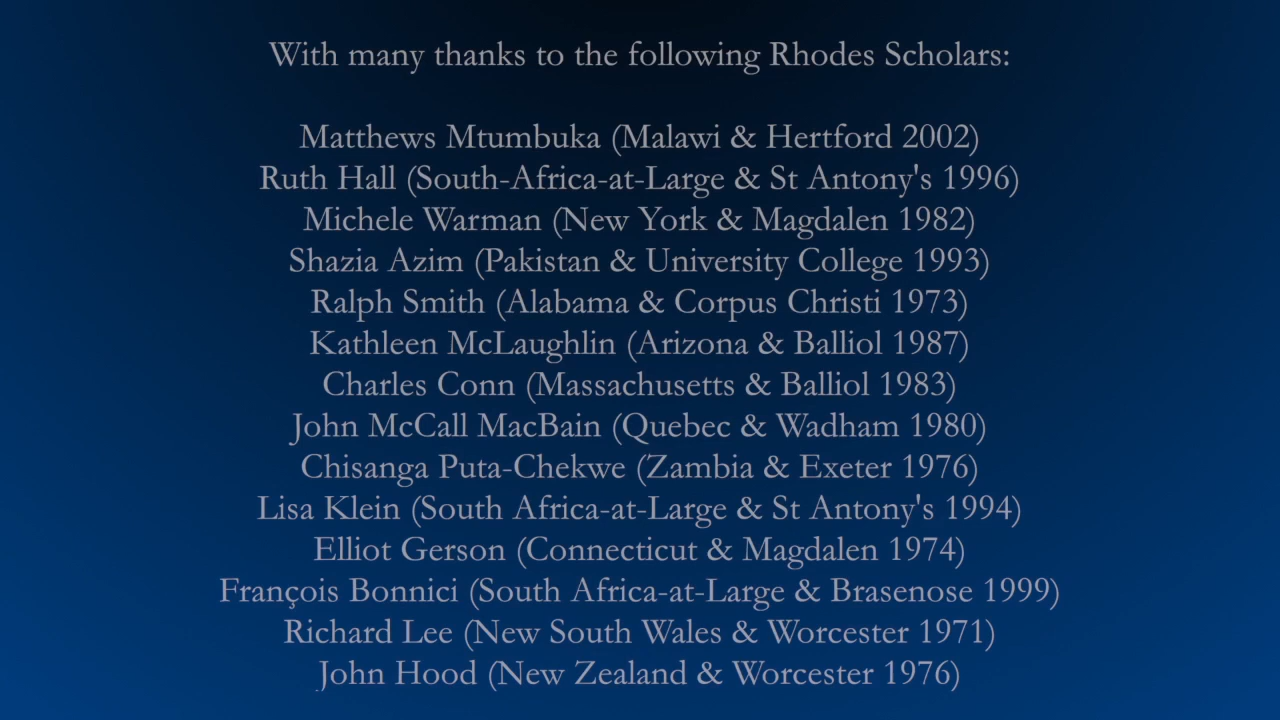 With many thanks to the following Rhodes Scholars:
Matthews Mtumbuka (Malawi & Hertford 2002)
Ruth Hall (South-Africa-at-Large & St Antony's 1996)
Michele Warman (New York & Magdalen 1982)
Shazia Azim (Pakistan & University College 1993)
Ralph Smith (Alabama & Corpus Christi 1973)
Kathleen McLaughlin (Arizona & Balliol 1987)
Charles Conn (Massachusetts & Balliol 1983)
John McCall MacBain (Quebec & Wadham 1980)
Chisanga Puta-Chekwe (Zambia & Exeter 1976)
Lisa Klein (South Africa-at-Large & St Antony's 1994)
Elliot Gerson (Connecticut & Magdalen 1974)
François Bonnici (South Africa-at-Large & Brasenose 1999)
Richard Lee (New South Wales & Worcester 1971)
John Hood (New Zealand & Worcester 1976)